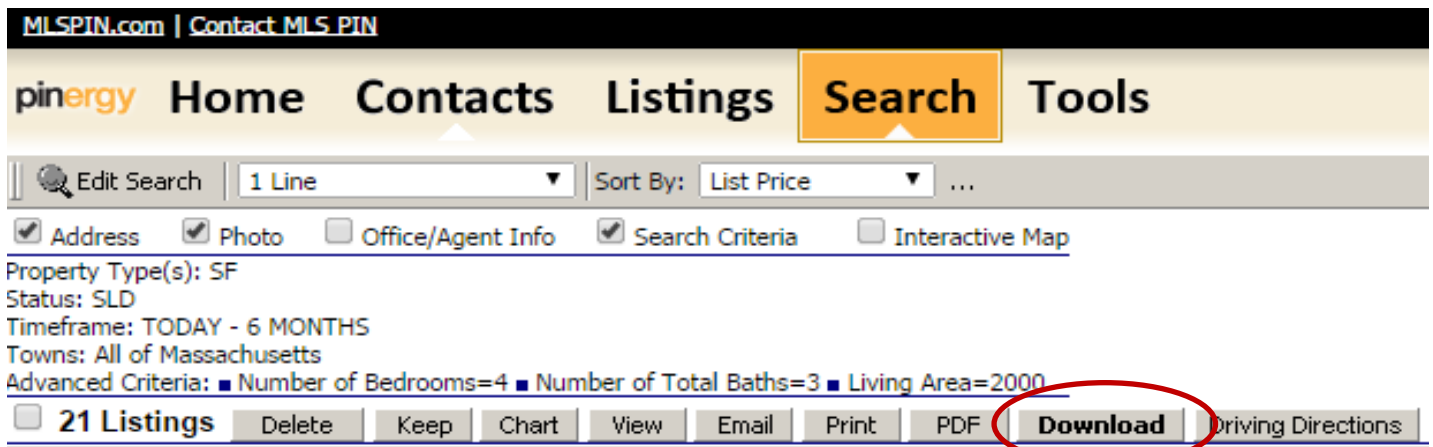 MLSPIN.com | Contact MLS PIN
pinergy Home Contacts Listings Search Tools
Edit Search 1 Line Sort By: List Price ...
Address Photo Office/Agent Info Search Criteria Interactive Map
Property Type(s): SF
Status: SLD
Timeframe: TODAY - 6 MONTHS
Towns: All of Massachusetts
Advanced Criteria: ■ Number of Bedrooms=4 ■ Number of Total Baths=3 ■ Living Area=2000
21 Listings Delete Keep Chart View Email Print PDF Download Driving Directions